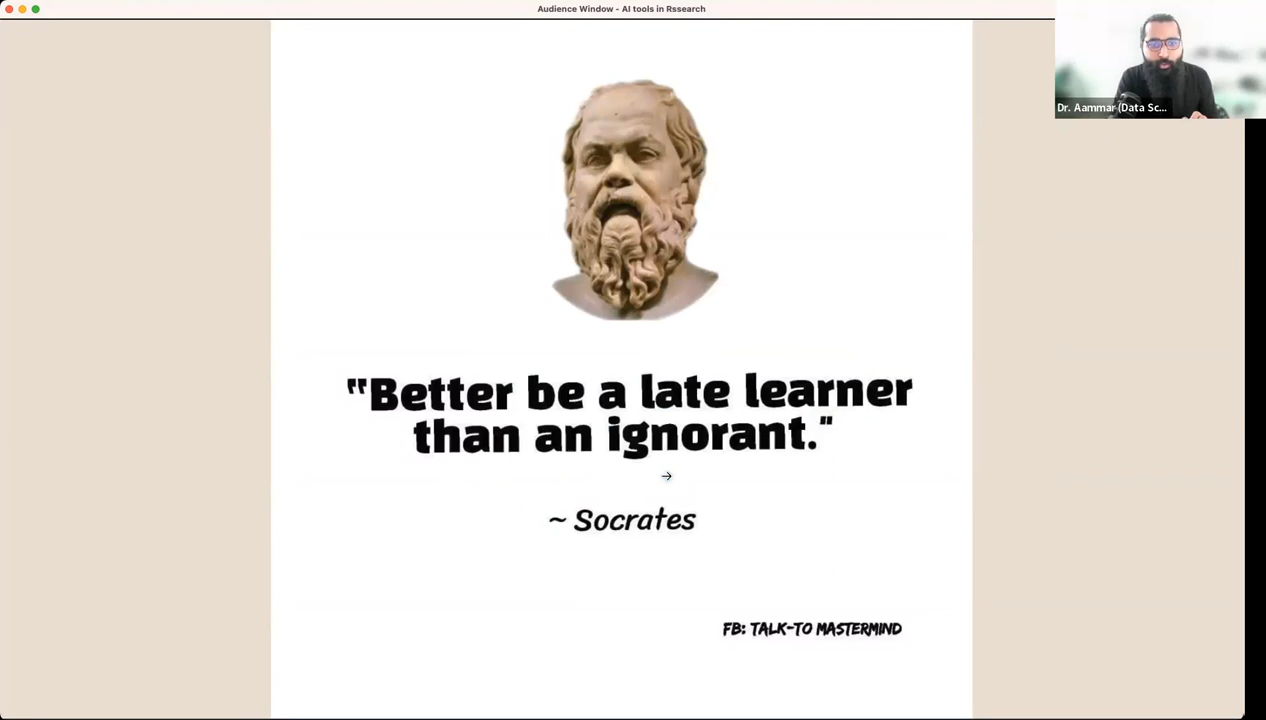 Audience Window - AI tools in Rssearch
Dr. Aammar (Data Sc...
"Better be a late learner
than an ignorant."
~ Socrates
FB: TALK-TO MASTERMIND